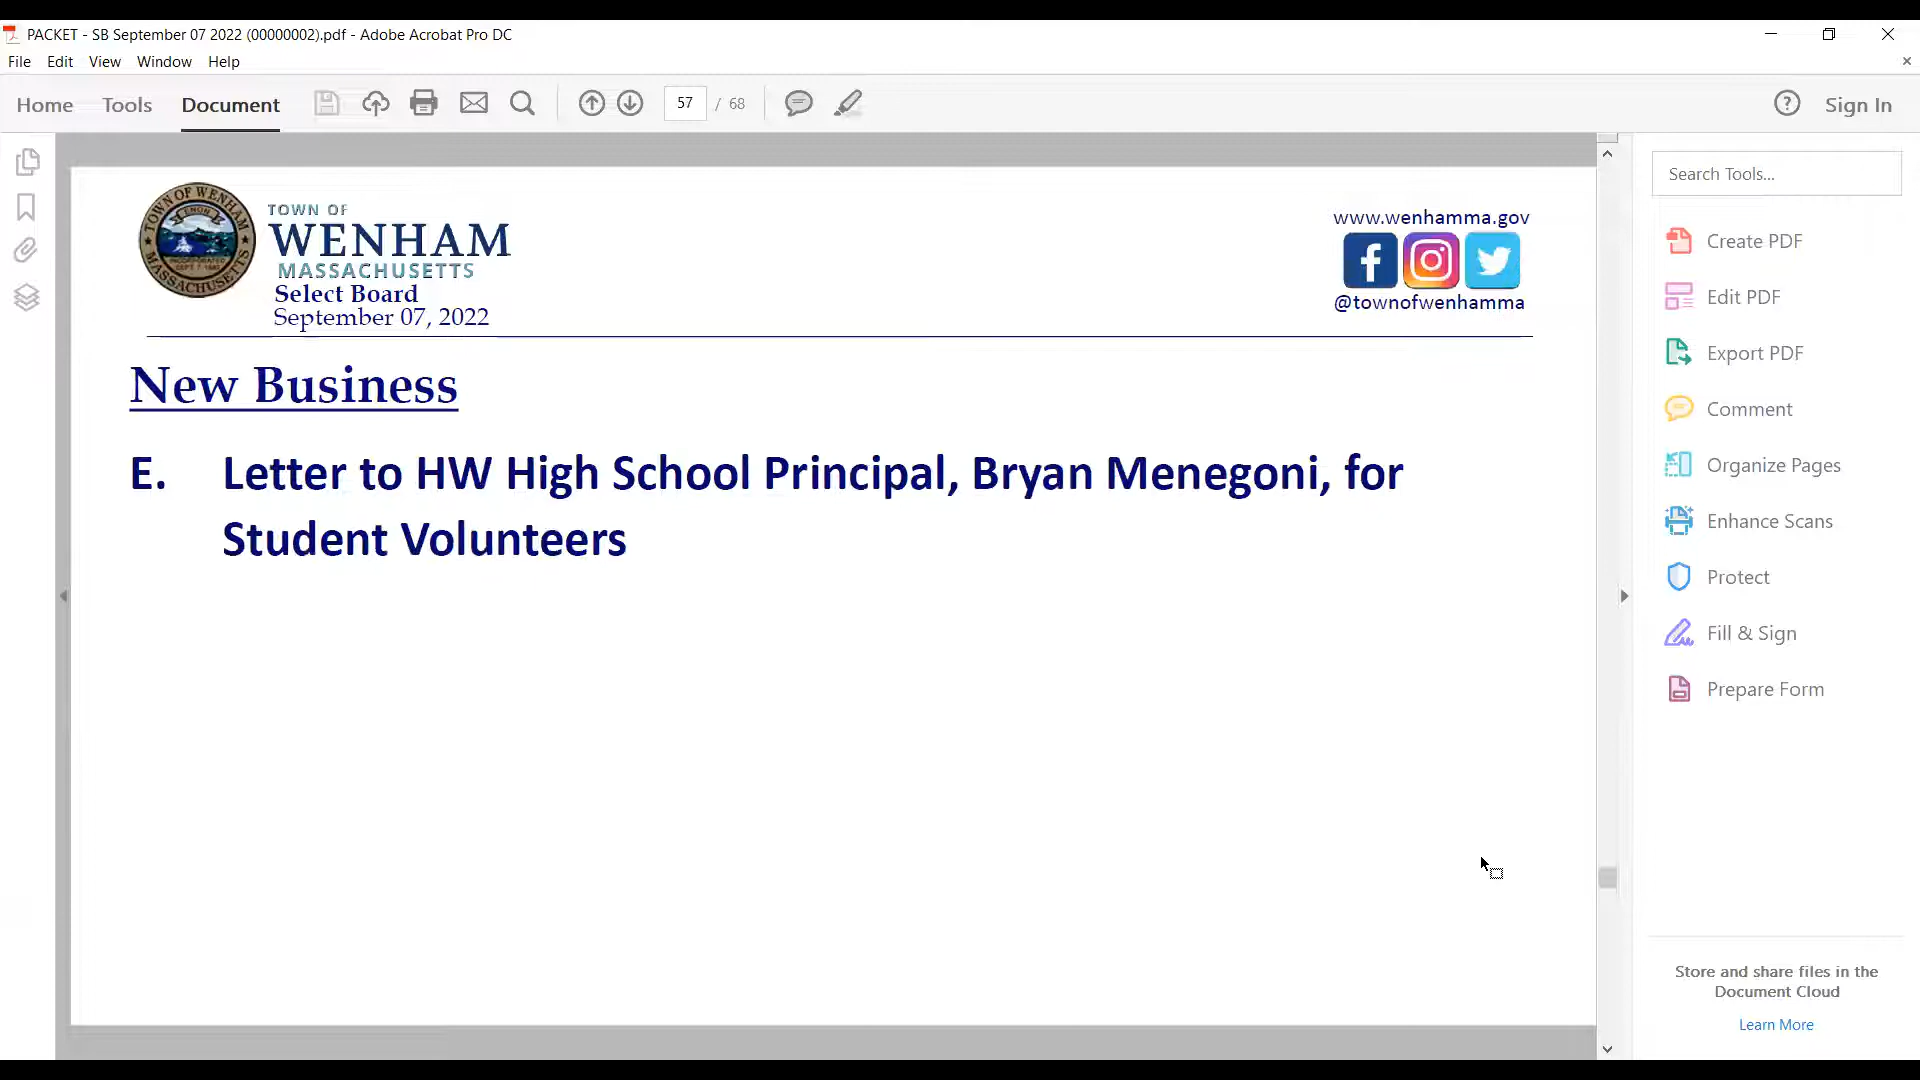 PACKET - SB September 07 2022 (00000002).pdf - Adobe Acrobat Pro DC
File Edit View Window Help
Home Tools Document 57 / 68 Sign In
Search Tools...
Create PDF
Edit PDF
Export PDF
Comment
Organize Pages
Enhance Scans
Protect
Fill & Sign
Prepare Form
Store and share files in the
Document Cloud
Learn More
TOWN OF WENHAM
MASSACHUSETTS
TOWN OF
WENHAM
MASSACHUSETTS
Select Board
September 07, 2022
www.wenhamma.gov
@townofwenhamma
New Business
E. Letter to HW High School Principal, Bryan Menegoni, for
Student Volunteers